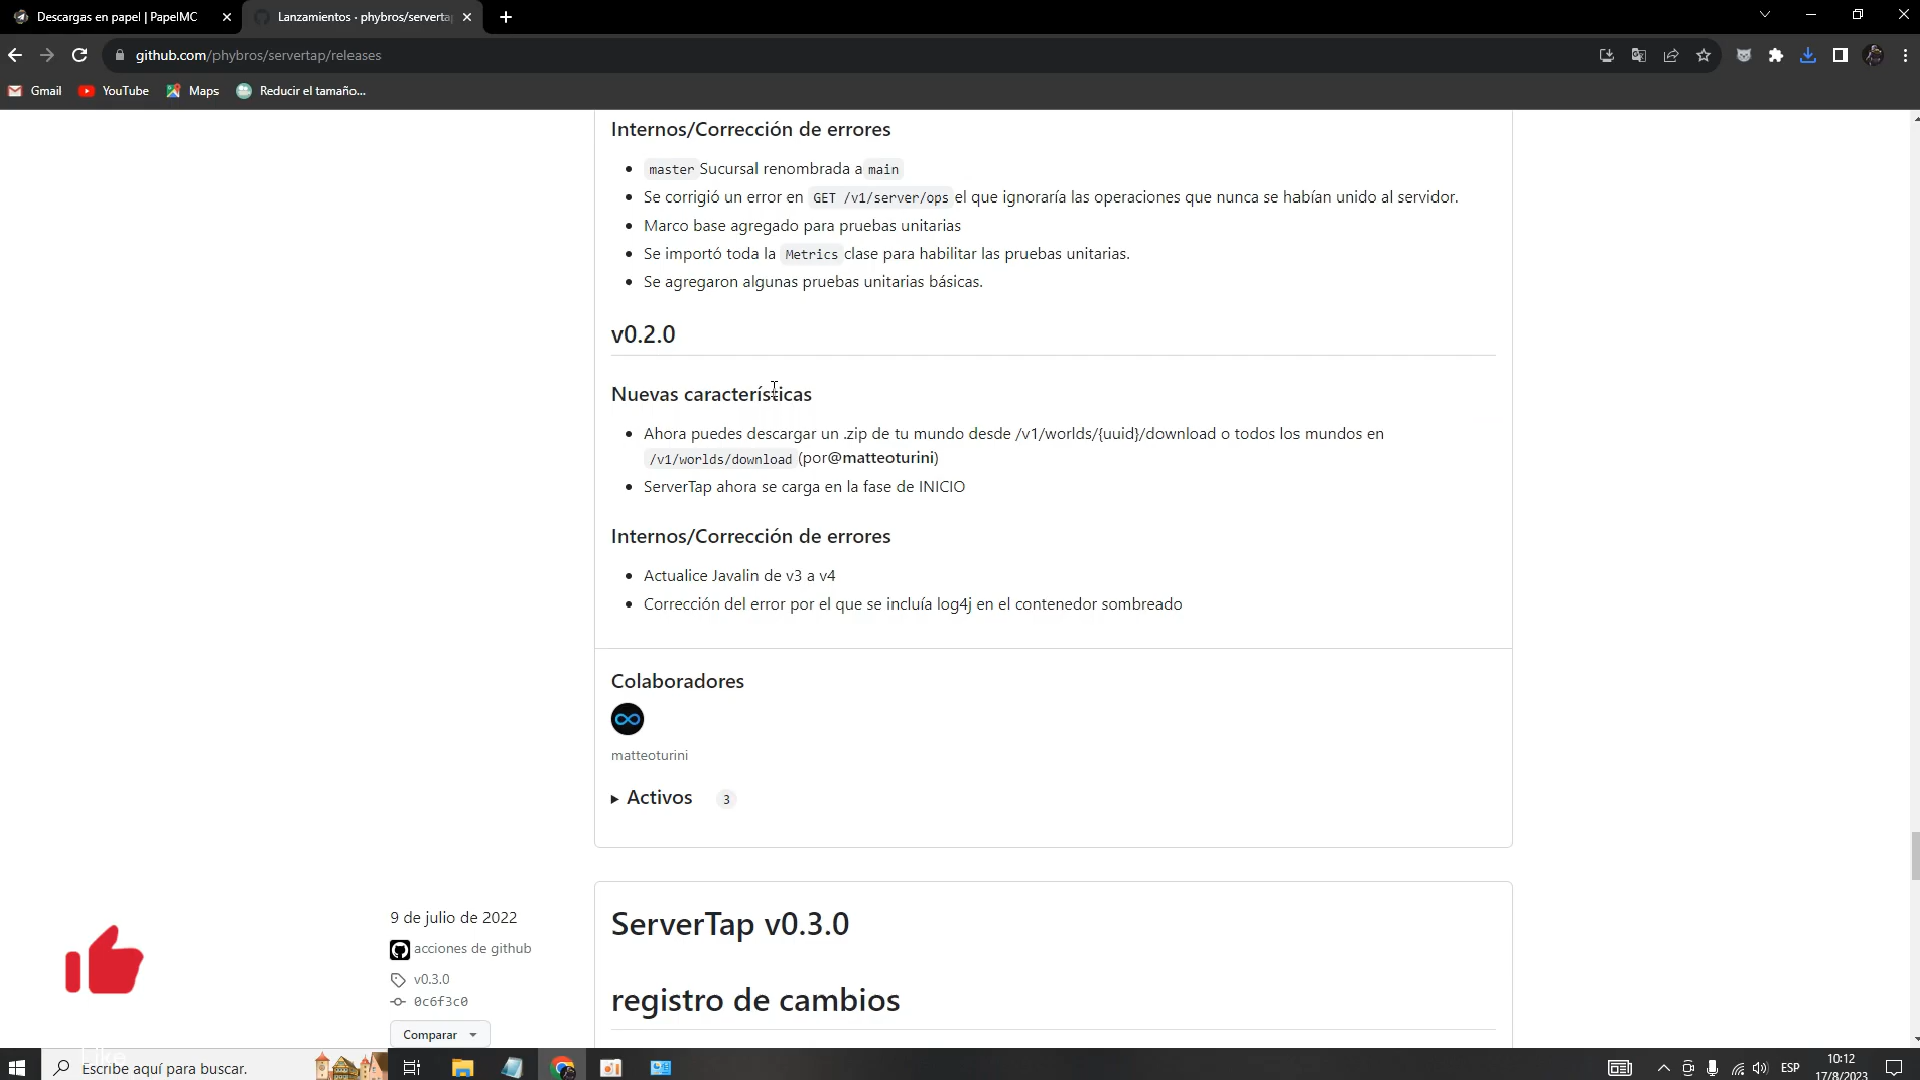 Descargas en papel | PapelMC
Lanzamientos · phybros/serverta
github.com/phybros/servertap/releases
Gmail
YouTube
Maps
Reducir el tamaño...
Internos/Corrección de errores
master Sucursal renombrada a main
Se corrigió un error en GET /v1/server/ops el que ignoraría las operaciones que nunca se habían unido al servidor.
Marco base agregado para pruebas unitarias
Se importó toda la Metrics clase para habilitar las pruebas unitarias.
Se agregaron algunas pruebas unitarias básicas.
v0.2.0
Nuevas características
Ahora puedes descargar un .zip de tu mundo desde /v1/worlds/{uuid}/download o todos los mundos en
/v1/worlds/download (por@matteoturini)
ServerTap ahora se carga en la fase de INICIO
Internos/Corrección de errores
Actualice Javalin de v3 a v4
Corrección del error por el que se incluía log4j en el contenedor sombreado
Colaboradores
matteoturini
Activos 3
9 de julio de 2022
acciones de github
v0.3.0
0c6f3c0
Comparar
ServerTap v0.3.0
registro de cambios
Like
Escribe aquí para buscar.
ESP
10:12
17/8/2023